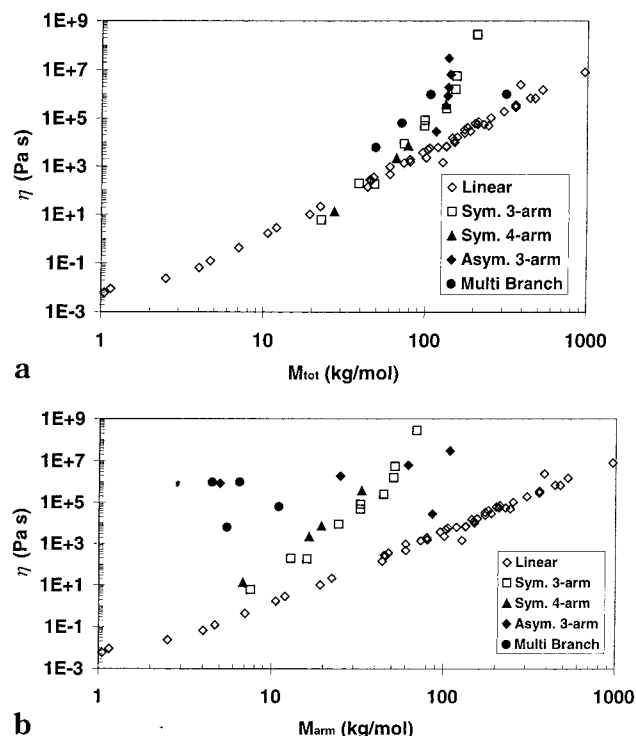 1E+9
1E+7
1E+5
1E+3
1E+1
1E-1
1E-3
η (Pa s)
Linear
Sym. 3-arm
Sym. 4-arm
Asym. 3-arm
Multi Branch
1 10 100 1000
a
Mtot (kg/mol)
1E+9
1E+7
1E+5
1E+3
1E+1
1E-1
1E-3
η (Pa s)
Linear
Sym. 3-arm
Sym. 4-arm
Asym. 3-arm
Multi Branch
1 10 100 1000
b
Marm (kg/mol)